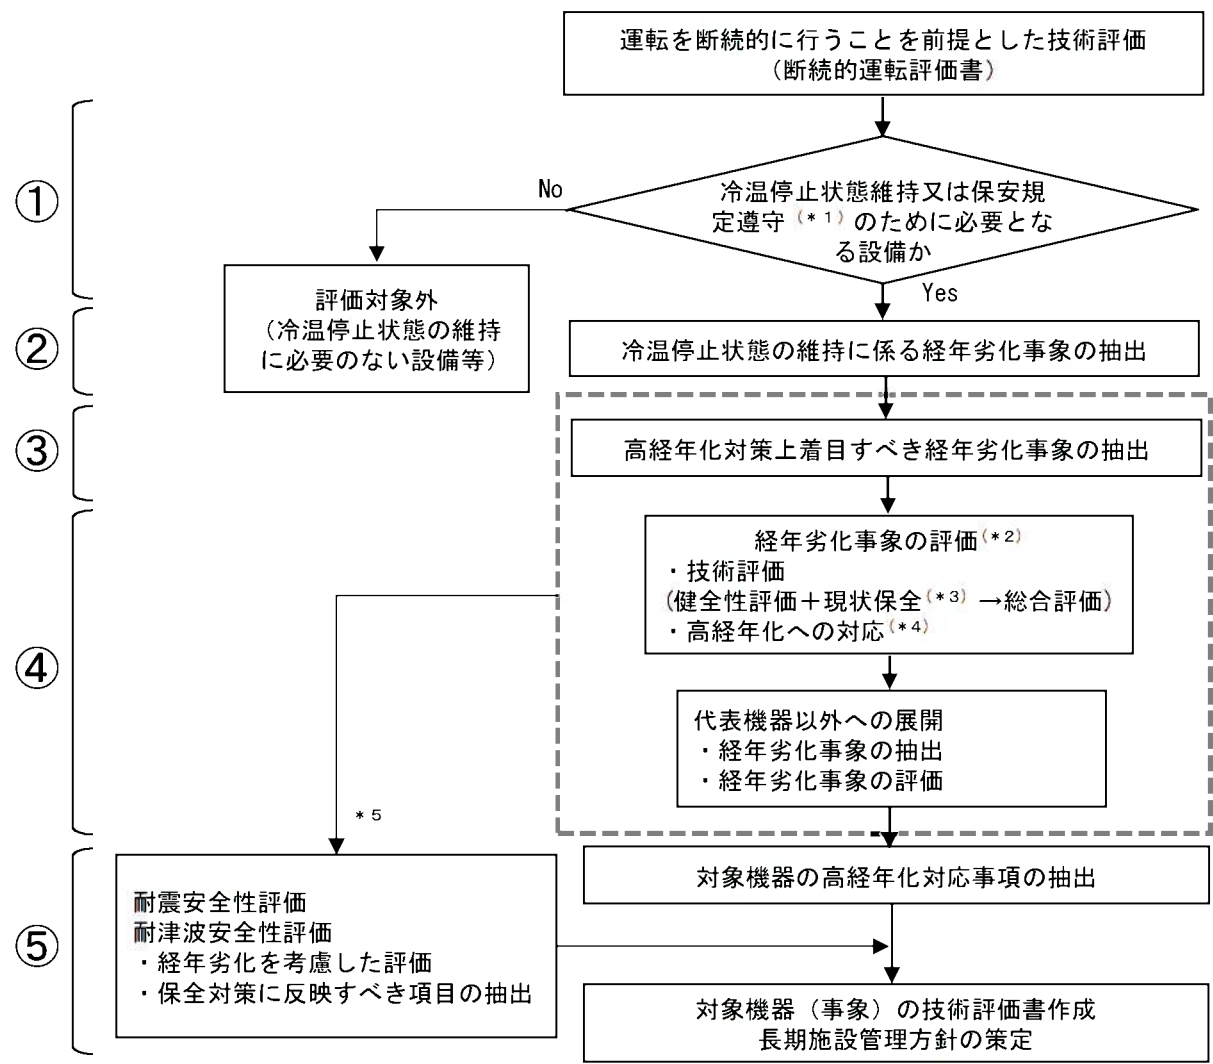 運転を断続的に行うことを前提とした技術評価
(断続的運転評価書)
①
No
冷温停止状態維持又は保安規
定遵守(*1)のために必要とな
る設備か
Yes
評価対象外
(冷温停止状態の維持
に必要のない設備等)
②
冷温停止状態の維持に係る経年劣化事象の抽出
③
高経年化対策上着目すべき経年劣化事象の抽出
④
経年劣化事象の評価(*2)
・技術評価
(健全性評価+現状保全(*3)→総合評価)
・高経年化への対応(*4)
代表機器以外への展開
・経年劣化事象の抽出
・経年劣化事象の評価
*5
⑤
耐震安全性評価
耐津波安全性評価
・経年劣化を考慮した評価
・保全対策に反映すべき項目の抽出
対象機器の高経年化対応事項の抽出
対象機器(事象)の技術評価書作成
長期施設管理方針の策定